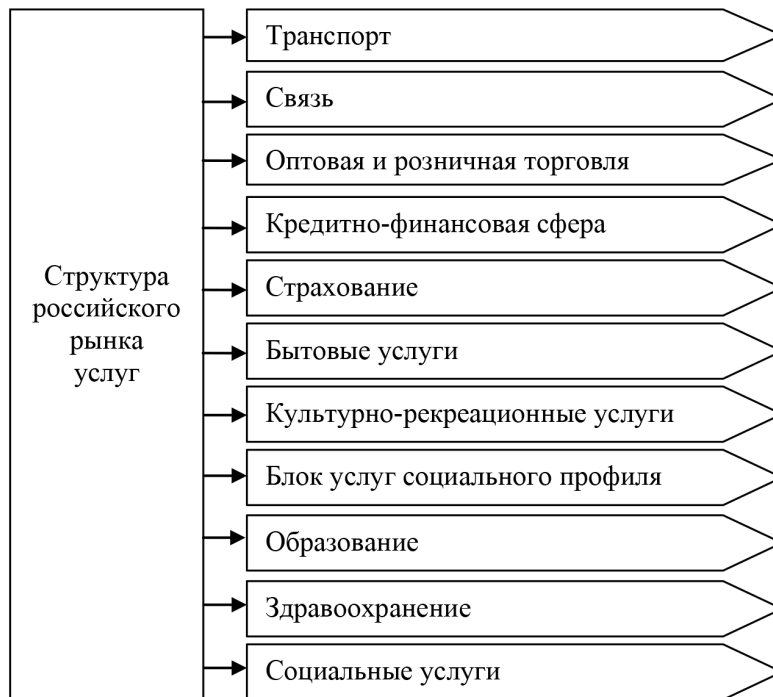 Структура
российского
рынка
услуг
Транспорт
Связь
Оптовая и розничная торговля
Кредитно-финансовая сфера
Страхование
Бытовые услуги
Культурно-рекреационные услуги
Блок услуг социального профиля
Образование
Здравоохранение
Социальные услуги